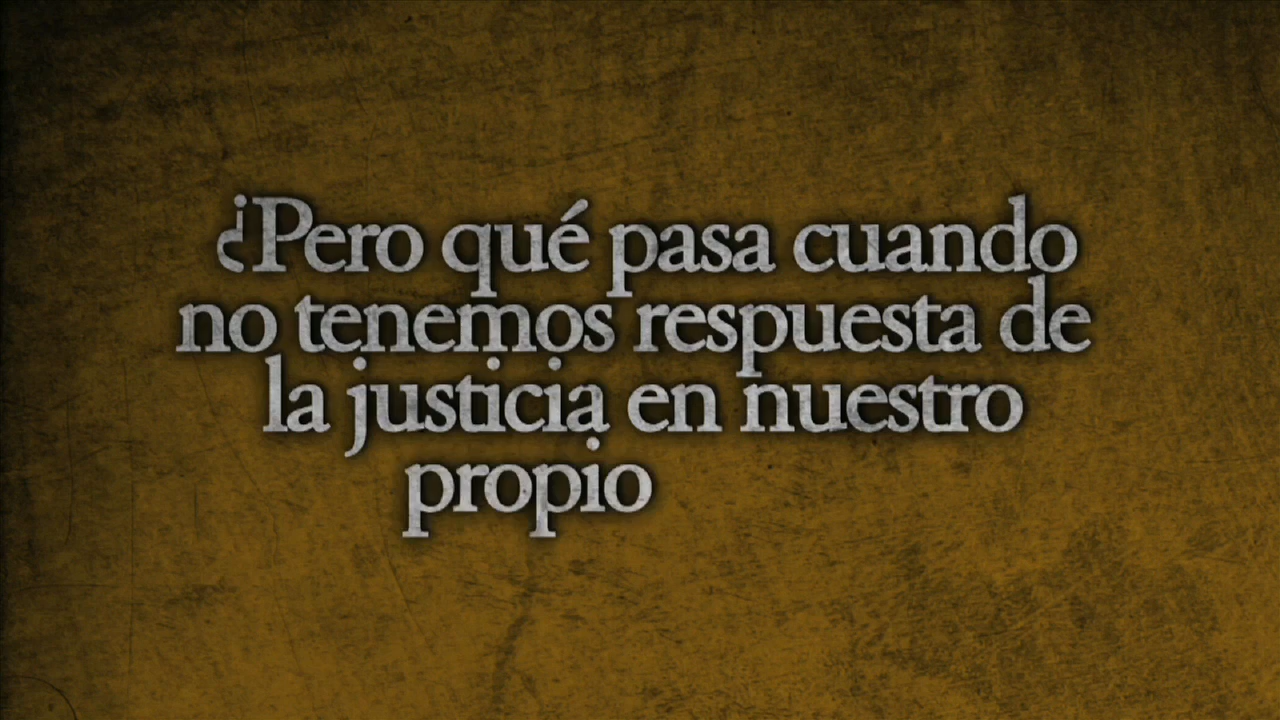 ¿Pero qué pasa cuando
no tenemos respuesta de
la justicia en nuestro
propio